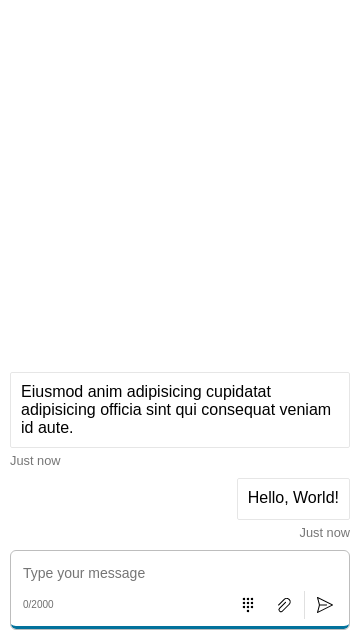 Eiusmod anim adipisicing cupidatat
adipisicing officia sint qui consequat veniam
id aute.
Just now
Hello, World!
Just now
Type your message
0/2000